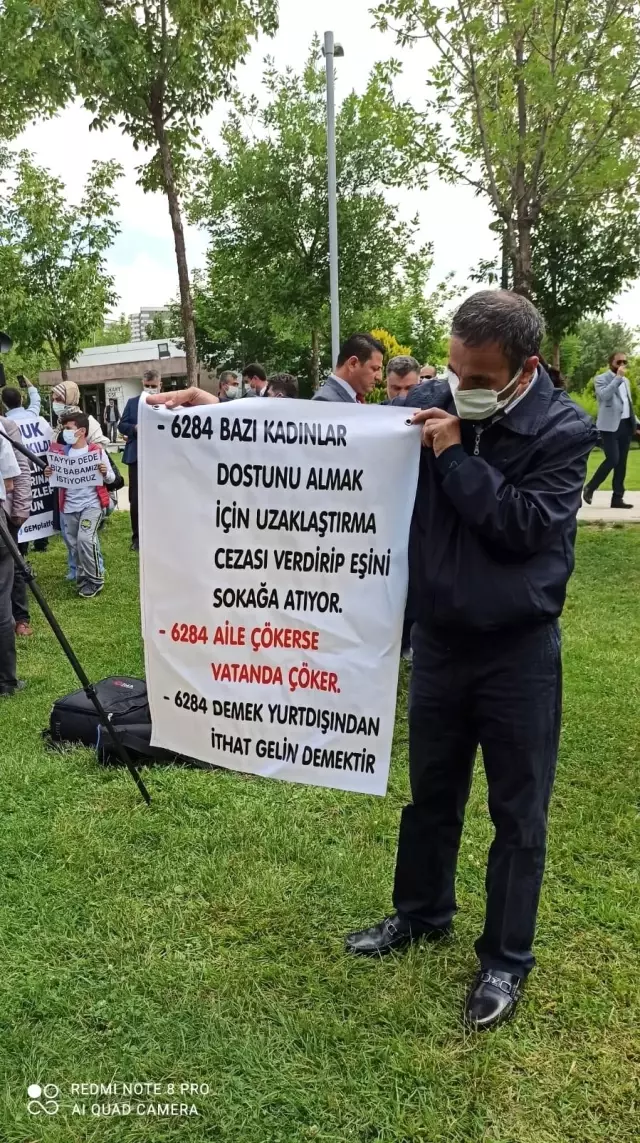 - 6284 BAZI KADINLAR
DOSTUNU ALMAK
İÇİN UZAKLAŞTIRMA
CEZASI VERDİRİP EŞİNİ
SOKAĞA ATIYOR.
- 6284 AİLE ÇÖKERSE
VATANDA ÇÖKER.
- 6284 DEMEK YURTDIŞINDAN
İTHAT GELİN DEMEKTİR
TAYYİP DEDE
BİZ BABAMIZI
İSTİYORUZ
UK
GEMplatf
REDMI NOTE 8 PRO
AI QUAD CAMERA